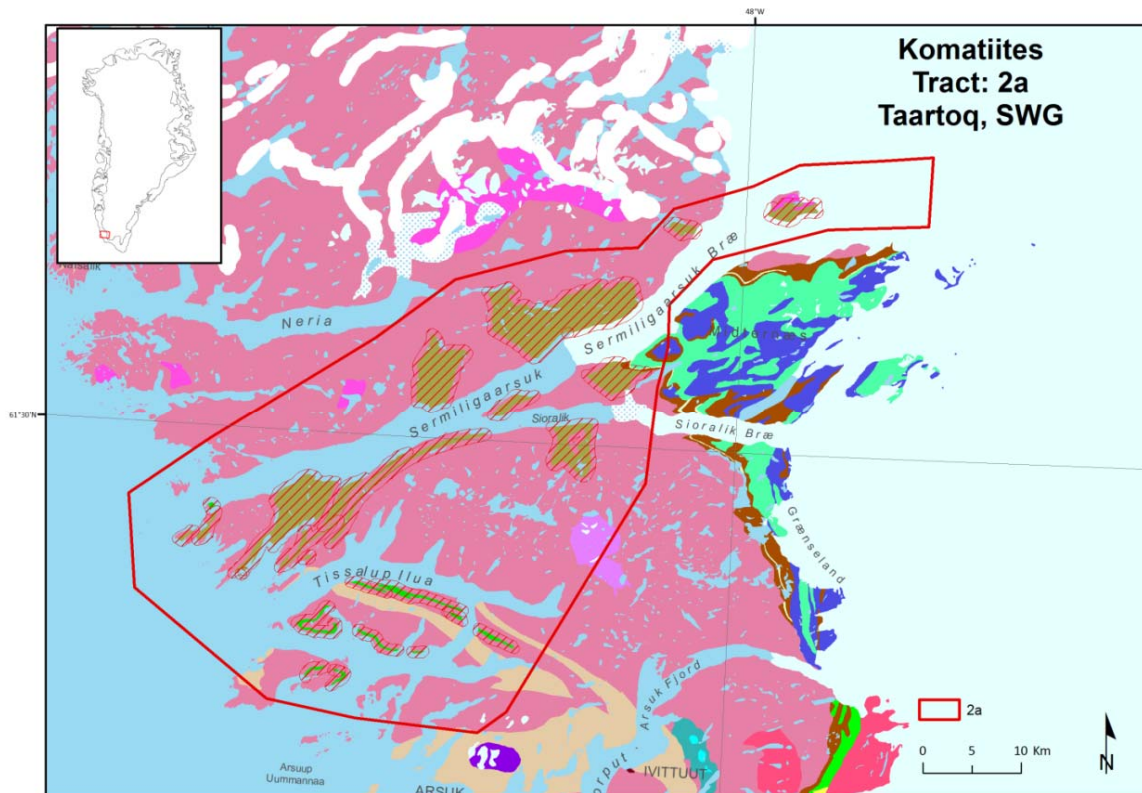 48°W
Komatiites
Tract: 2a
Taartoq, SWG
Neria
Sermiligaarsuk Bræ
Midternæs
Sermiligaarsuk
61°30'N
Sioralik
Sioralik Bræ
Grænseland
Tissalup Ilua
Arsuk Fjord
2a
0 5 10 Km
N
Arsuup
Uummannaa
IVITTUUT
ARSUK